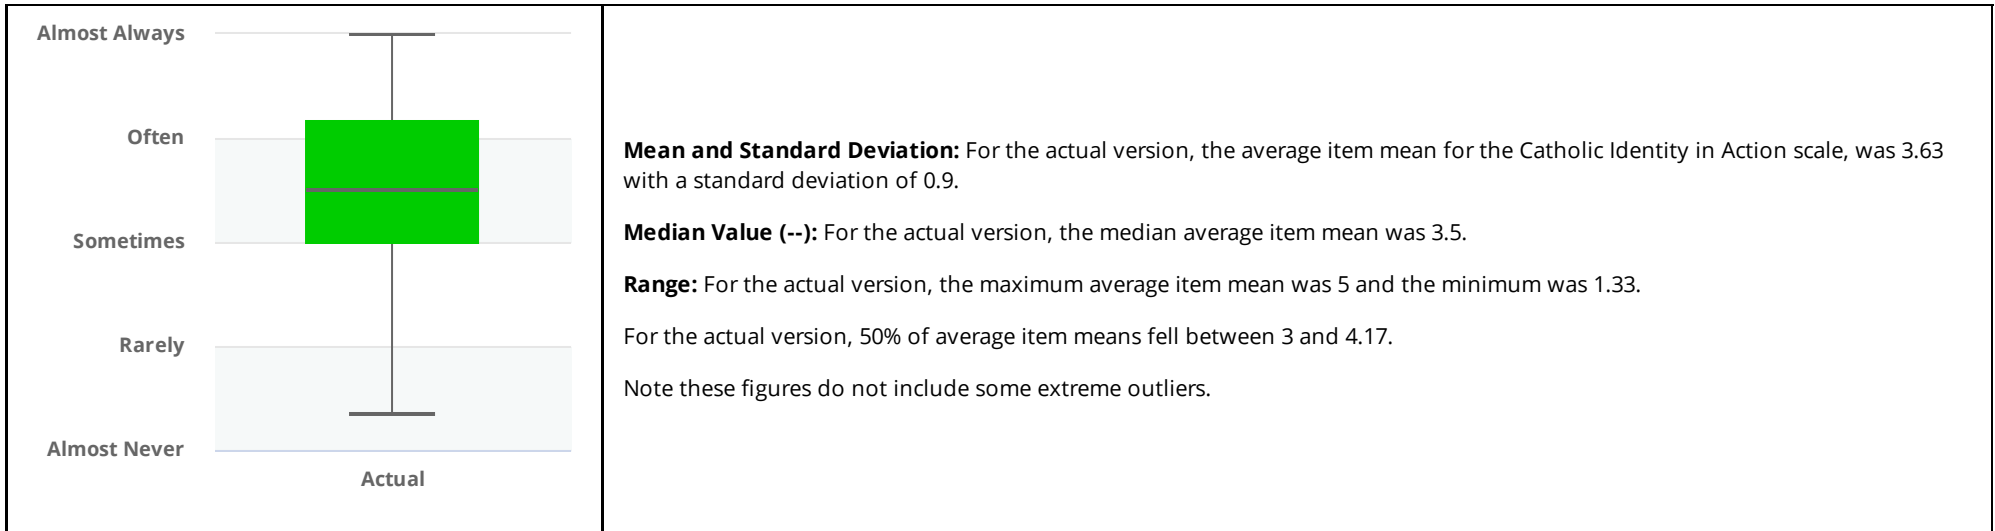 Almost Always
Often
Sometimes
Rarely
Almost Never
Actual
Mean and Standard Deviation: For the actual version, the average item mean for the Catholic Identity in Action scale, was 3.63
with a standard deviation of 0.9.
Median Value (--): For the actual version, the median average item mean was 3.5.
Range: For the actual version, the maximum average item mean was 5 and the minimum was 1.33.
For the actual version, 50% of average item means fell between 3 and 4.17.
Note these figures do not include some extreme outliers.